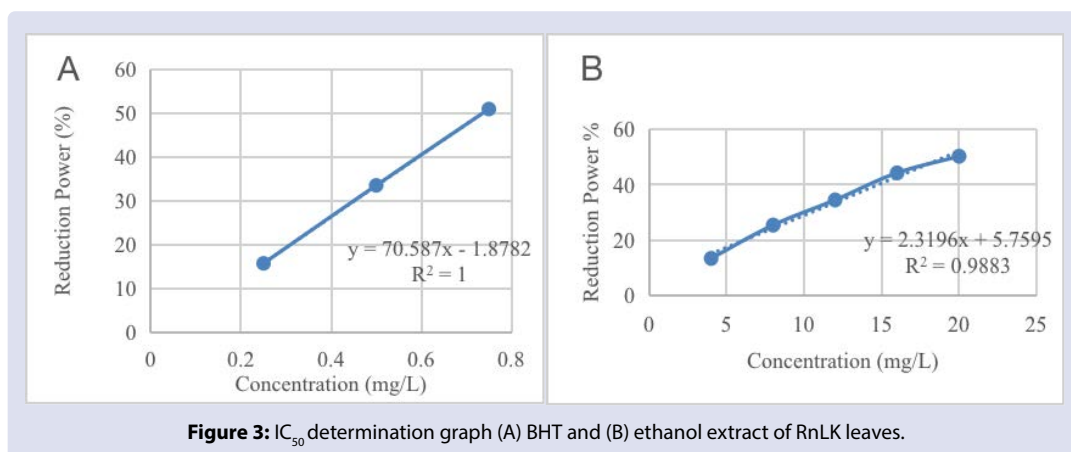 A
Reduction Power (%)
60
50
40
30
20
10
0
y = 70.587x - 1.8782
R² = 1
0 0.2 0.4 0.6 0.8
Concentration (mg/L)
B
Reduction Power %
60
40
20
0
y = 2.3196x + 5.7595
R² = 0.9883
0 5 10 15 20 25
Concentration (mg/L)
Figure 3: IC₅₀ determination graph (A) BHT and (B) ethanol extract of RnLK leaves.